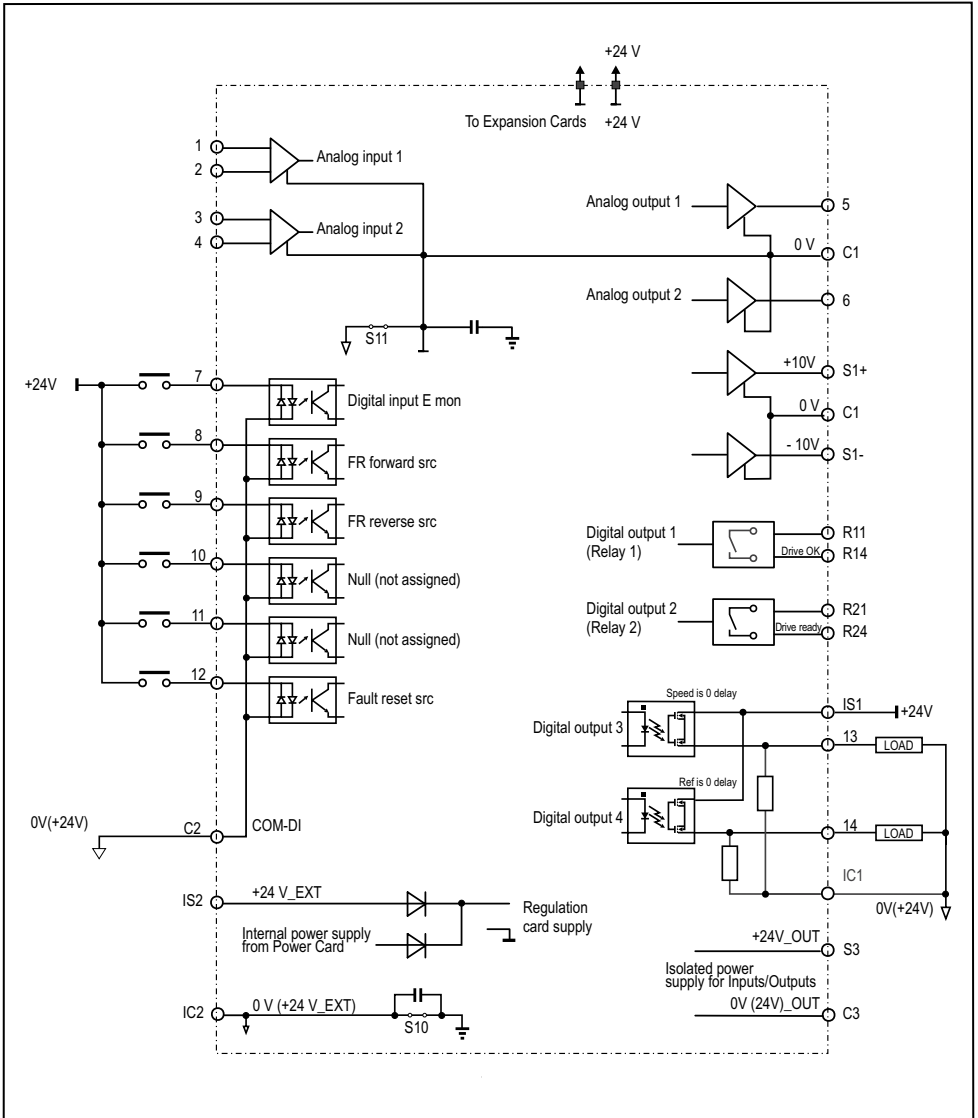 +24 V
To Expansion Cards +24 V
1
2
Analog input 1
3
4
Analog input 2
Analog output 1
5
0 V
C1
Analog output 2
6
S11
+24V
7
Digital input E mon
8
FR forward src
9
FR reverse src
10
Null (not assigned)
11
Null (not assigned)
12
Fault reset src
+10V
S1+
0 V
C1
- 10V
S1-
Digital output 1
(Relay 1)
R11
Drive OK
R14
Digital output 2
(Relay 2)
R21
Drive ready
R24
Speed is 0 delay
IS1
+24V
Digital output 3
13
LOAD
Ref is 0 delay
Digital output 4
14
LOAD
IC1
0V(+24V)
0V(+24V)
C2
COM-DI
IS2
+24 V_EXT
Internal power supply
from Power Card
Regulation
card supply
IC2
0 V (+24 V_EXT)
S10
+24V_OUT
S3
Isolated power
supply for Inputs/Outputs
0V (24V)_OUT
C3